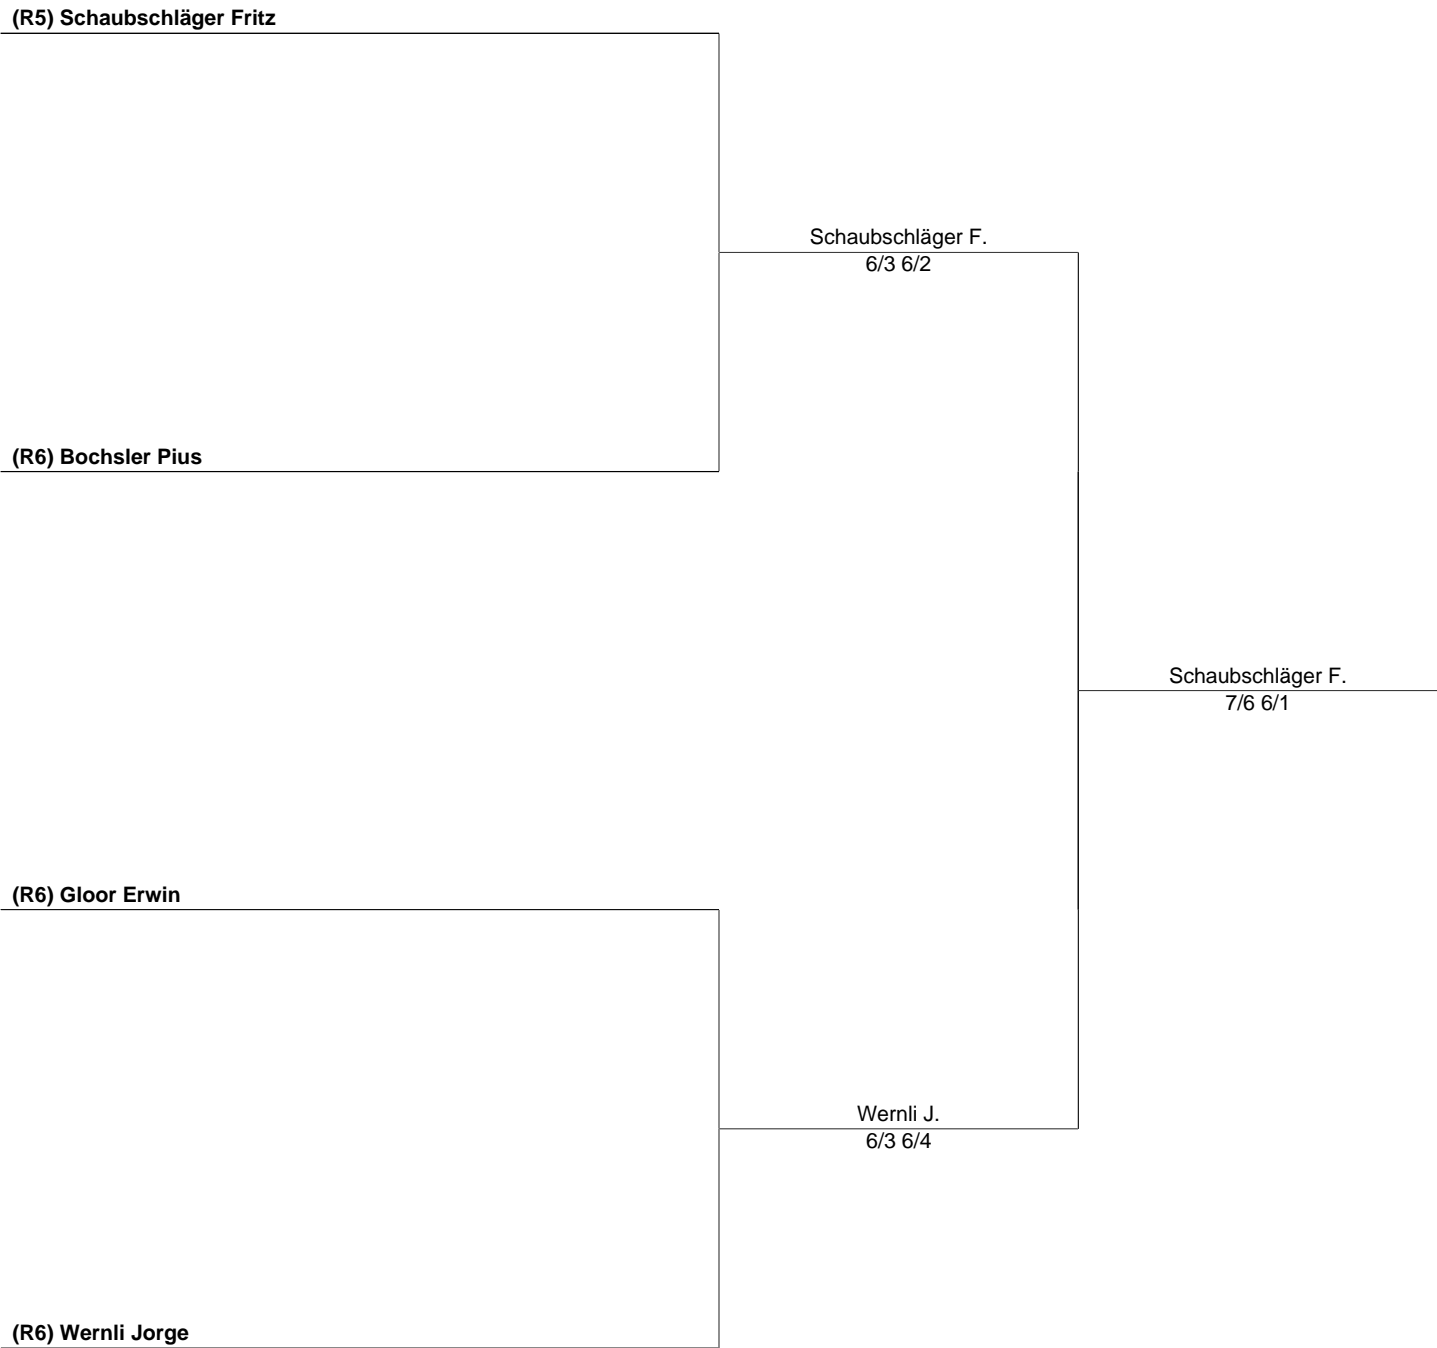 (R5) Schaubschläger Fritz
Schaubschläger F.
6/3 6/2
(R6) Bochsler Pius
Schaubschläger F.
7/6 6/1
(R6) Gloor Erwin
Wernli J.
6/3 6/4
(R6) Wernli Jorge